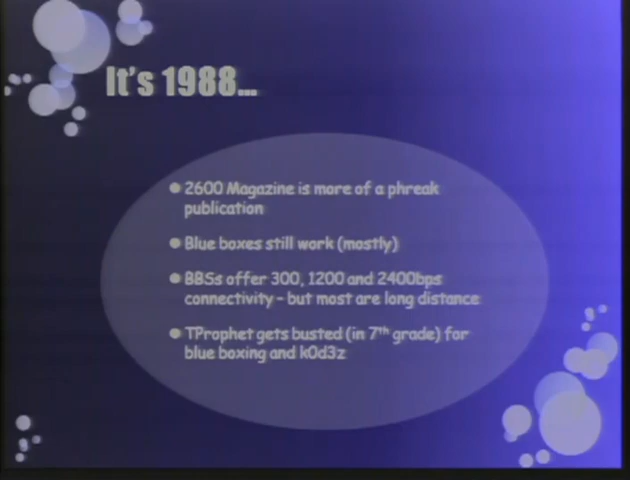 It's 1988...
● 2600 Magazine is more of a phreak
publication
● Blue boxes still work (mostly)
● BBSs offer 300, 1200 and 2400bps
connectivity – but most are long distance
● TProphet gets busted (in 7th grade) for
blue boxing and k0d3z